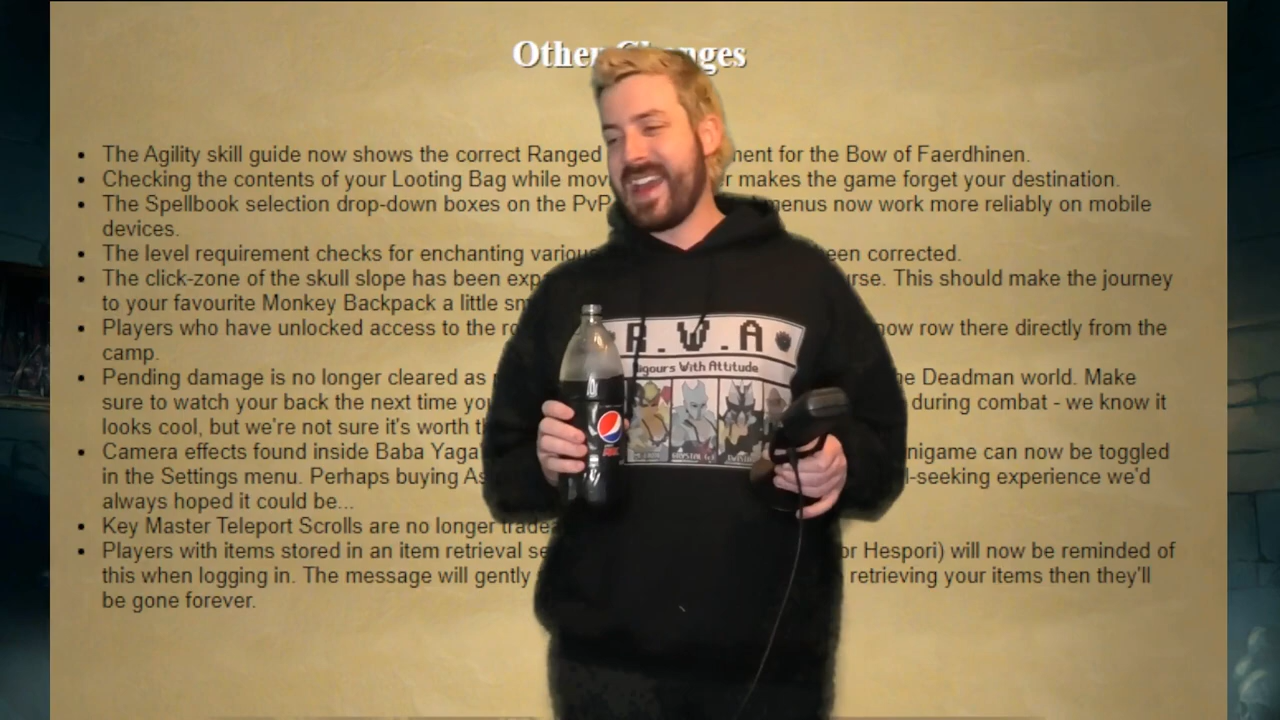 Other Changes
The Agility skill guide now shows the correct Ranged ment for the Bow of Faerdhinen.
Checking the contents of your Looting Bag while mov r makes the game forget your destination.
The Spellbook selection drop-down boxes on the PvP menus now work more reliably on mobile
devices.
The level requirement checks for enchanting various een corrected.
The click-zone of the skull slope has been exp rse. This should make the journey
to your favourite Monkey Backpack a little sm
Players who have unlocked access to the ro now row there directly from the
camp.
Pending damage is no longer cleared as he Deadman world. Make
sure to watch your back the next time you during combat - we know it
looks cool, but we're not sure it's worth th
Camera effects found inside Baba Yaga nigame can now be toggled
in the Settings menu. Perhaps buying As l-seeking experience we'd
always hoped it could be...
Key Master Teleport Scrolls are no longer tradea
Players with items stored in an item retrieval se or Hespori) will now be reminded of
this when logging in. The message will gently retrieving your items then they'll
be gone forever.
R.W.A
igours With Attitude